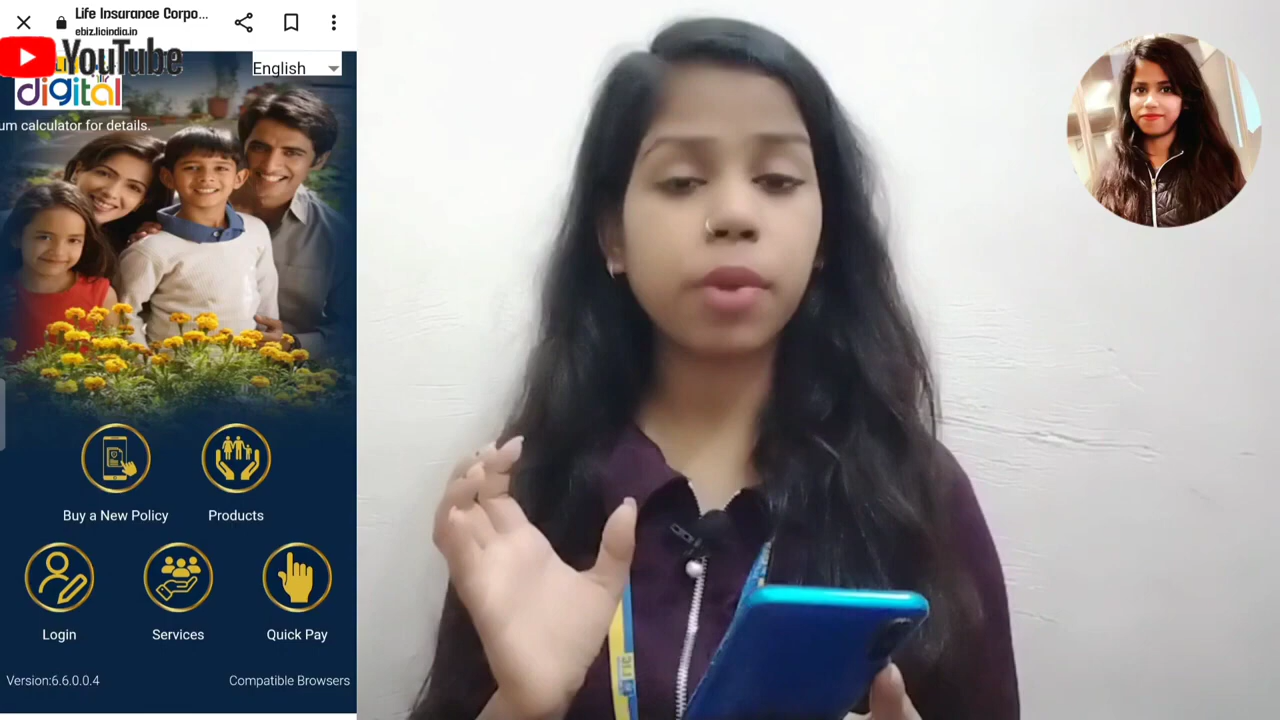 Life Insurance Corpo...
ebiz.licindia.in
YouTube
English
digital
um calculator for details.
Buy a New Policy
Products
Login
Services
Quick Pay
Version:6.6.0.0.4
Compatible Browsers
LIC